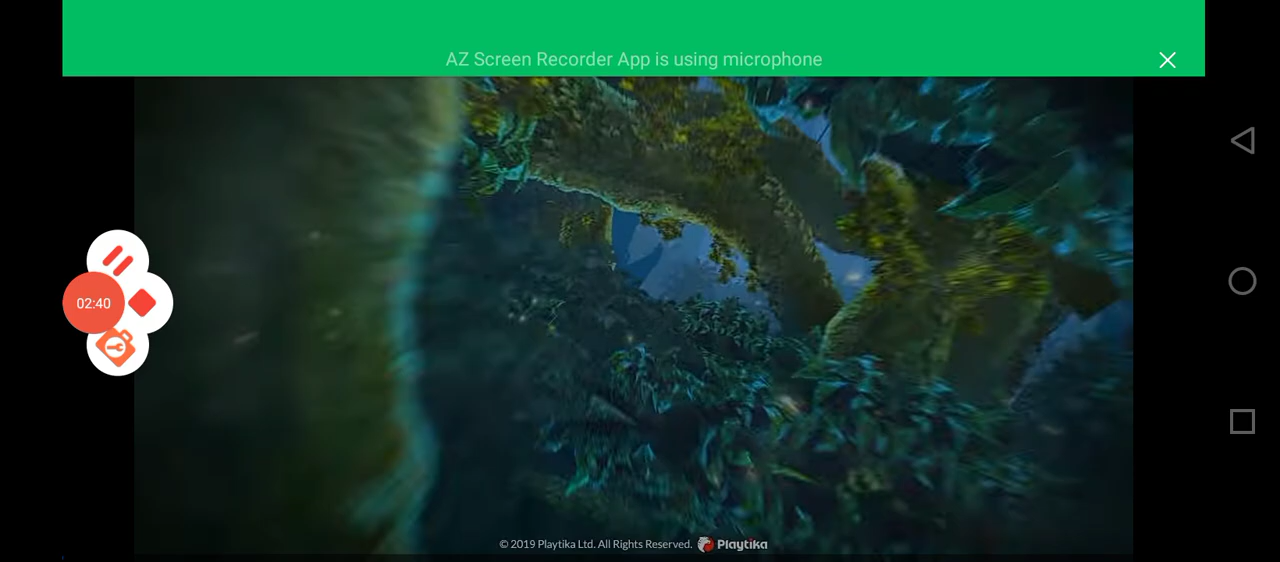 AZ Screen Recorder App is using microphone
02:40
© 2019 Playtika Ltd. All Rights Reserved. Playtika